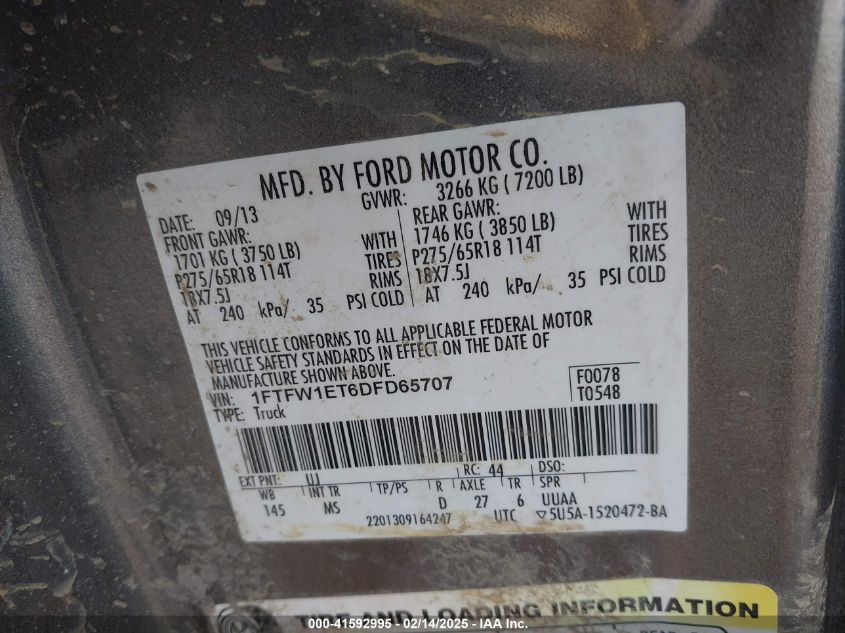 MFD. BY FORD MOTOR CO.
DATE: 09/13 GVWR: 3266 KG ( 7200 LB)
FRONT GAWR: REAR GAWR:
1701 KG ( 3750 LB) WITH 1746 KG ( 3850 LB) WITH
P275/65R18 114T TIRES P275/65R18 114T TIRES
18X7.5J RIMS 18X7.5J RIMS
AT 240 kPa/ 35 PSI COLD AT 240 kPa/ 35 PSI COLD
THIS VEHICLE CONFORMS TO ALL APPLICABLE FEDERAL MOTOR
VEHICLE SAFETY STANDARDS IN EFFECT ON THE DATE OF
MANUFACTURE SHOWN ABOVE.
VIN: 1FTFW1ET6DFD65707 F0078
TYPE: Truck T0548
EXT PNT: UJ RC: 44 DSO:
WB INT TR TP/PS R AXLE TR SPR
145 MS D 27 6 UUAA
2201309164247 UTC ▽5U5A-1520472-BA
TIRE AND LOADING INFORMATION
000-41592995 - 02/14/2025 - IAA Inc.